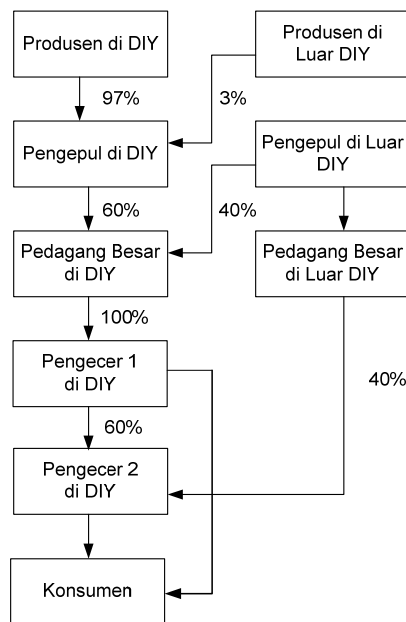 Produsen di DIY
Produsen di
Luar DIY
97%
3%
Pengepul di DIY
Pengepul di Luar
DIY
60%
40%
Pedagang Besar
di DIY
Pedagang Besar
di Luar DIY
100%
Pengecer 1
di DIY
40%
60%
Pengecer 2
di DIY
Konsumen